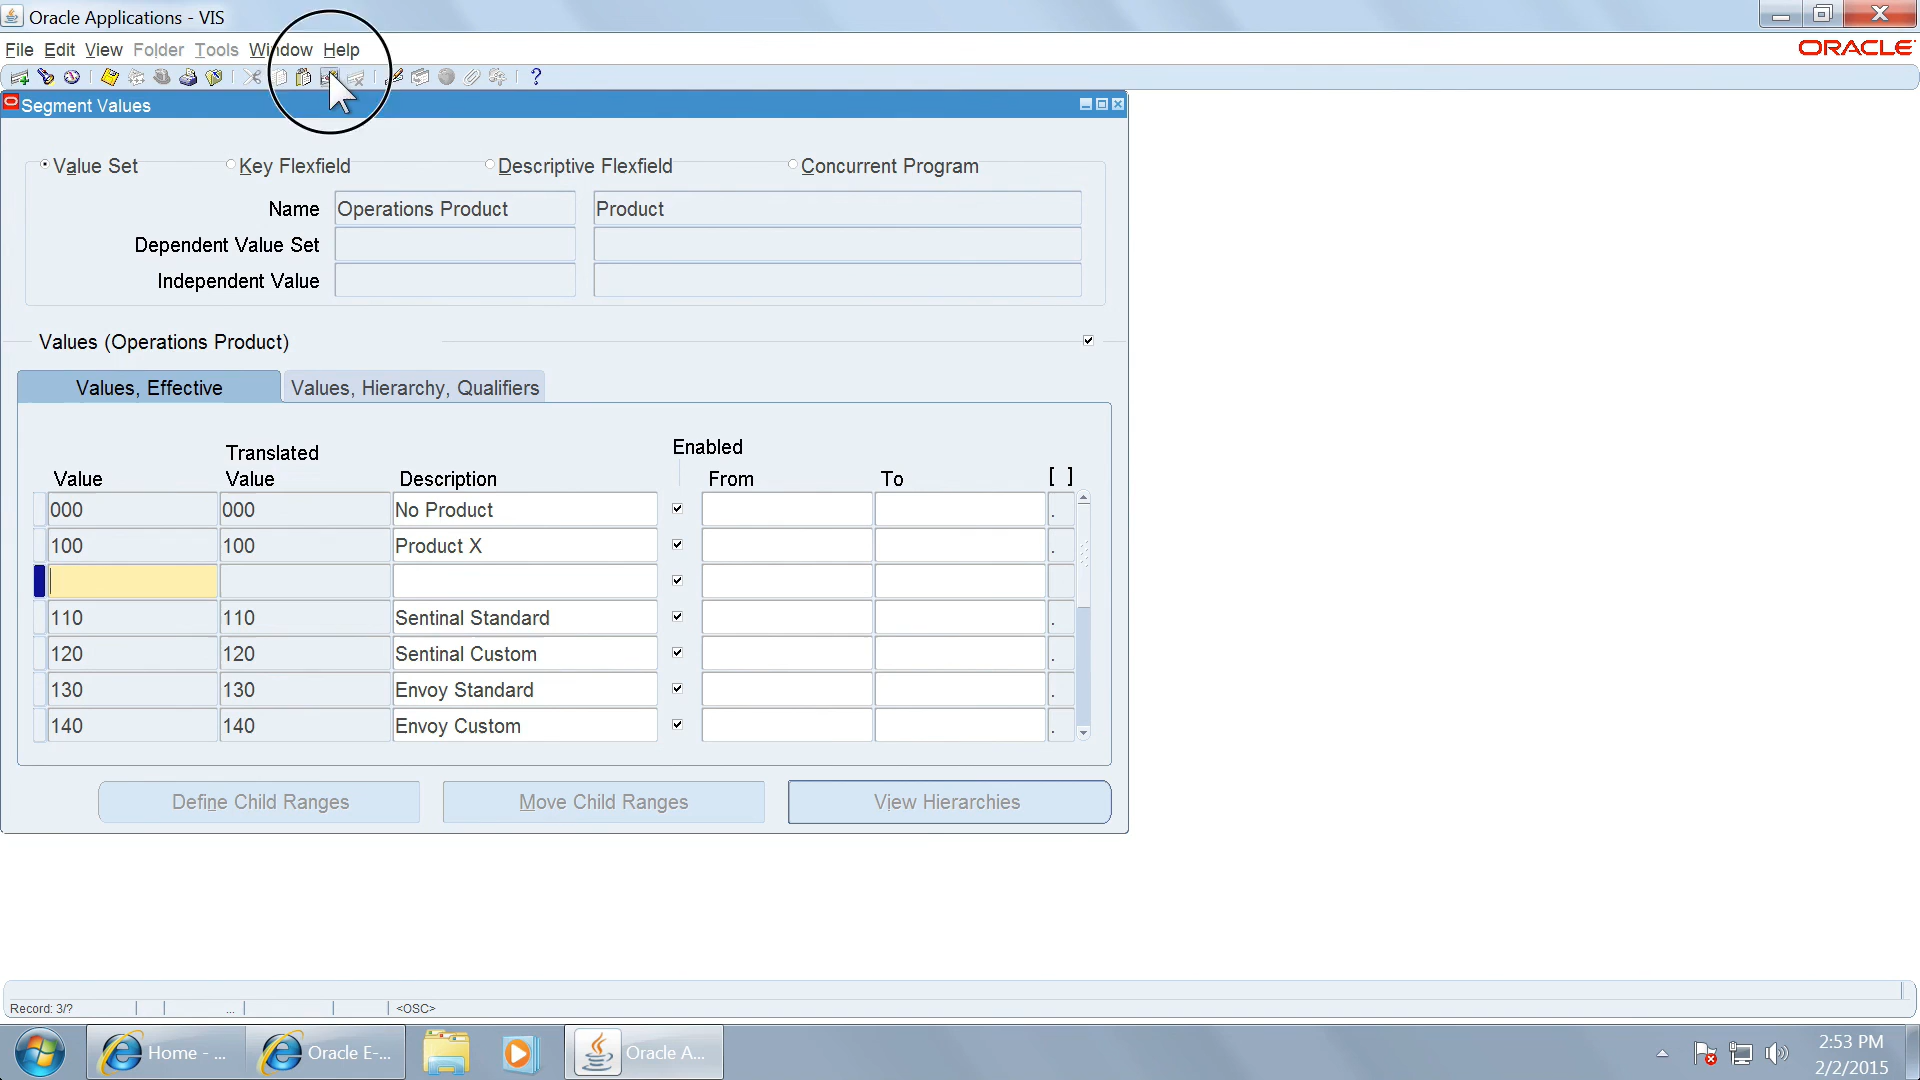 Oracle Applications - VIS
File Edit View Folder Tools Window Help
ORACLE
?
Segment Values
Value Set Key Flexfield Descriptive Flexfield Concurrent Program
Name Operations Product Product
Dependent Value Set
Independent Value
Values (Operations Product)
Values, Effective Values, Hierarchy, Qualifiers
Translated Enabled
Value Value Description From To [ ]
000 000 No Product .
100 100 Product X .
110 110 Sentinal Standard .
120 120 Sentinal Custom .
130 130 Envoy Standard .
140 140 Envoy Custom .
Define Child Ranges Move Child Ranges View Hierarchies
Record: 3/? ... <OSC>
Home - ... Oracle E-... Oracle A...
2:53 PM
2/2/2015